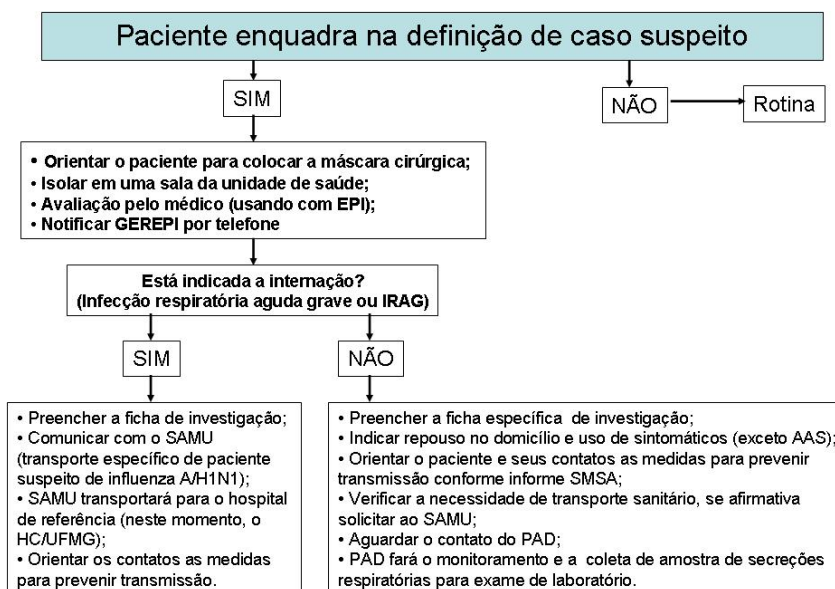 Paciente enquadra na definição de caso suspeito
SIM
NÃO
Rotina
• Orientar o paciente para colocar a máscara cirúrgica;
• Isolar em uma sala da unidade de saúde;
• Avaliação pelo médico (usando com EPI);
• Notificar GEREPI por telefone
Está indicada a internação?
(Infecção respiratória aguda grave ou IRAG)
SIM
NÃO
• Preencher a ficha de investigação;
• Comunicar com o SAMU
(transporte específico de paciente
suspeito de influenza A/H1N1);
• SAMU transportará para o hospital
de referência (neste momento, o
HC/UFMG);
• Orientar os contatos as medidas
para prevenir transmissão.
• Preencher a ficha específica de investigação;
• Indicar repouso no domicílio e uso de sintomáticos (exceto AAS);
• Orientar o paciente e seus contatos as medidas para prevenir
transmissão conforme informe SMSA;
• Verificar a necessidade de transporte sanitário, se afirmativa
solicitar ao SAMU;
• Aguardar o contato do PAD;
• PAD fará o monitoramento e a coleta de amostra de secreções
respiratórias para exame de laboratório.